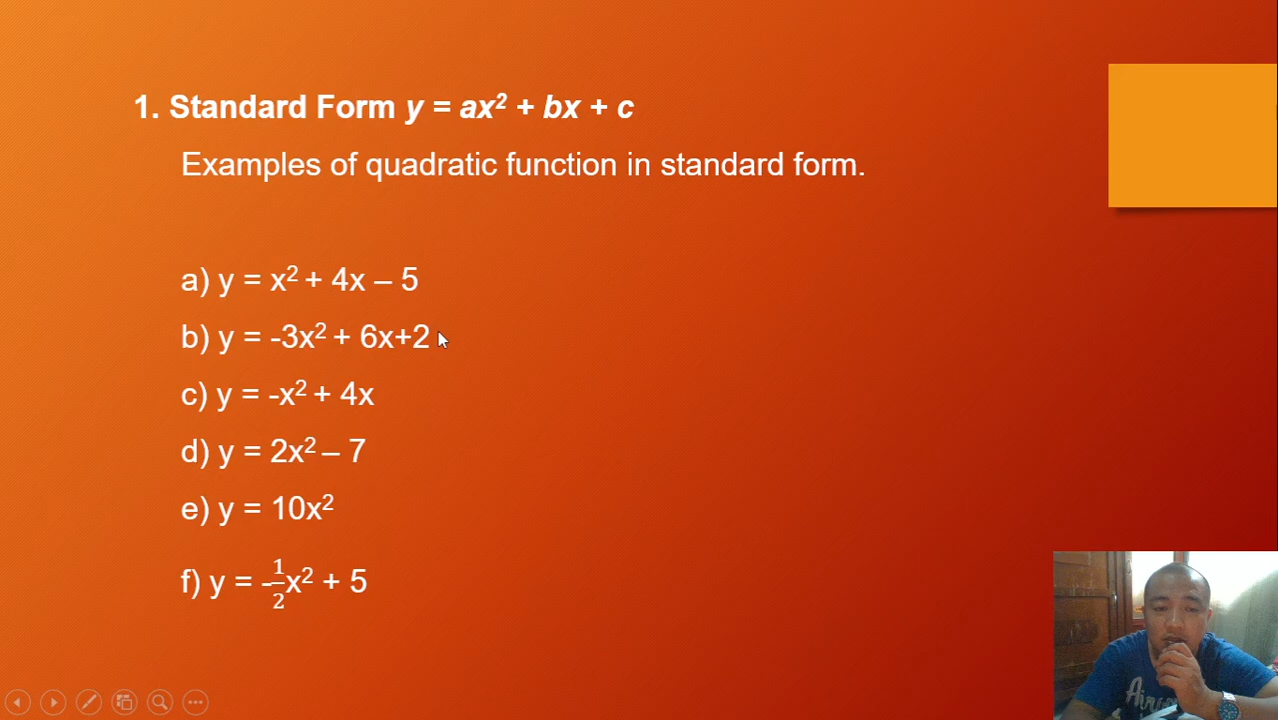 1. Standard Form y = ax² + bx + c
Examples of quadratic function in standard form.
a) y = x² + 4x – 5
b) y = -3x² + 6x+2
c) y = -x² + 4x
d) y = 2x² – 7
e) y = 10x²
f) y = -½x² + 5